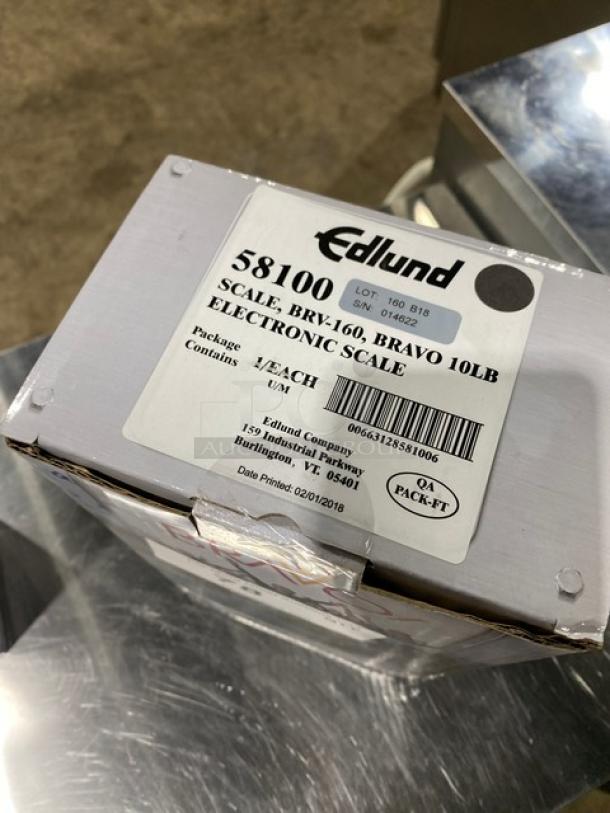 Edlund
58100
LOT: 160 B18
S/N: 014622
SCALE, BRV-160, BRAVO 10LB
ELECTRONIC SCALE
Package
Contains
1/EACH
U/M
00663128581006
Edlund Company
159 Industrial Parkway
Burlington, VT. 05401
Date Printed: 02/01/2018
QA
PACK-FT
BRAVO!